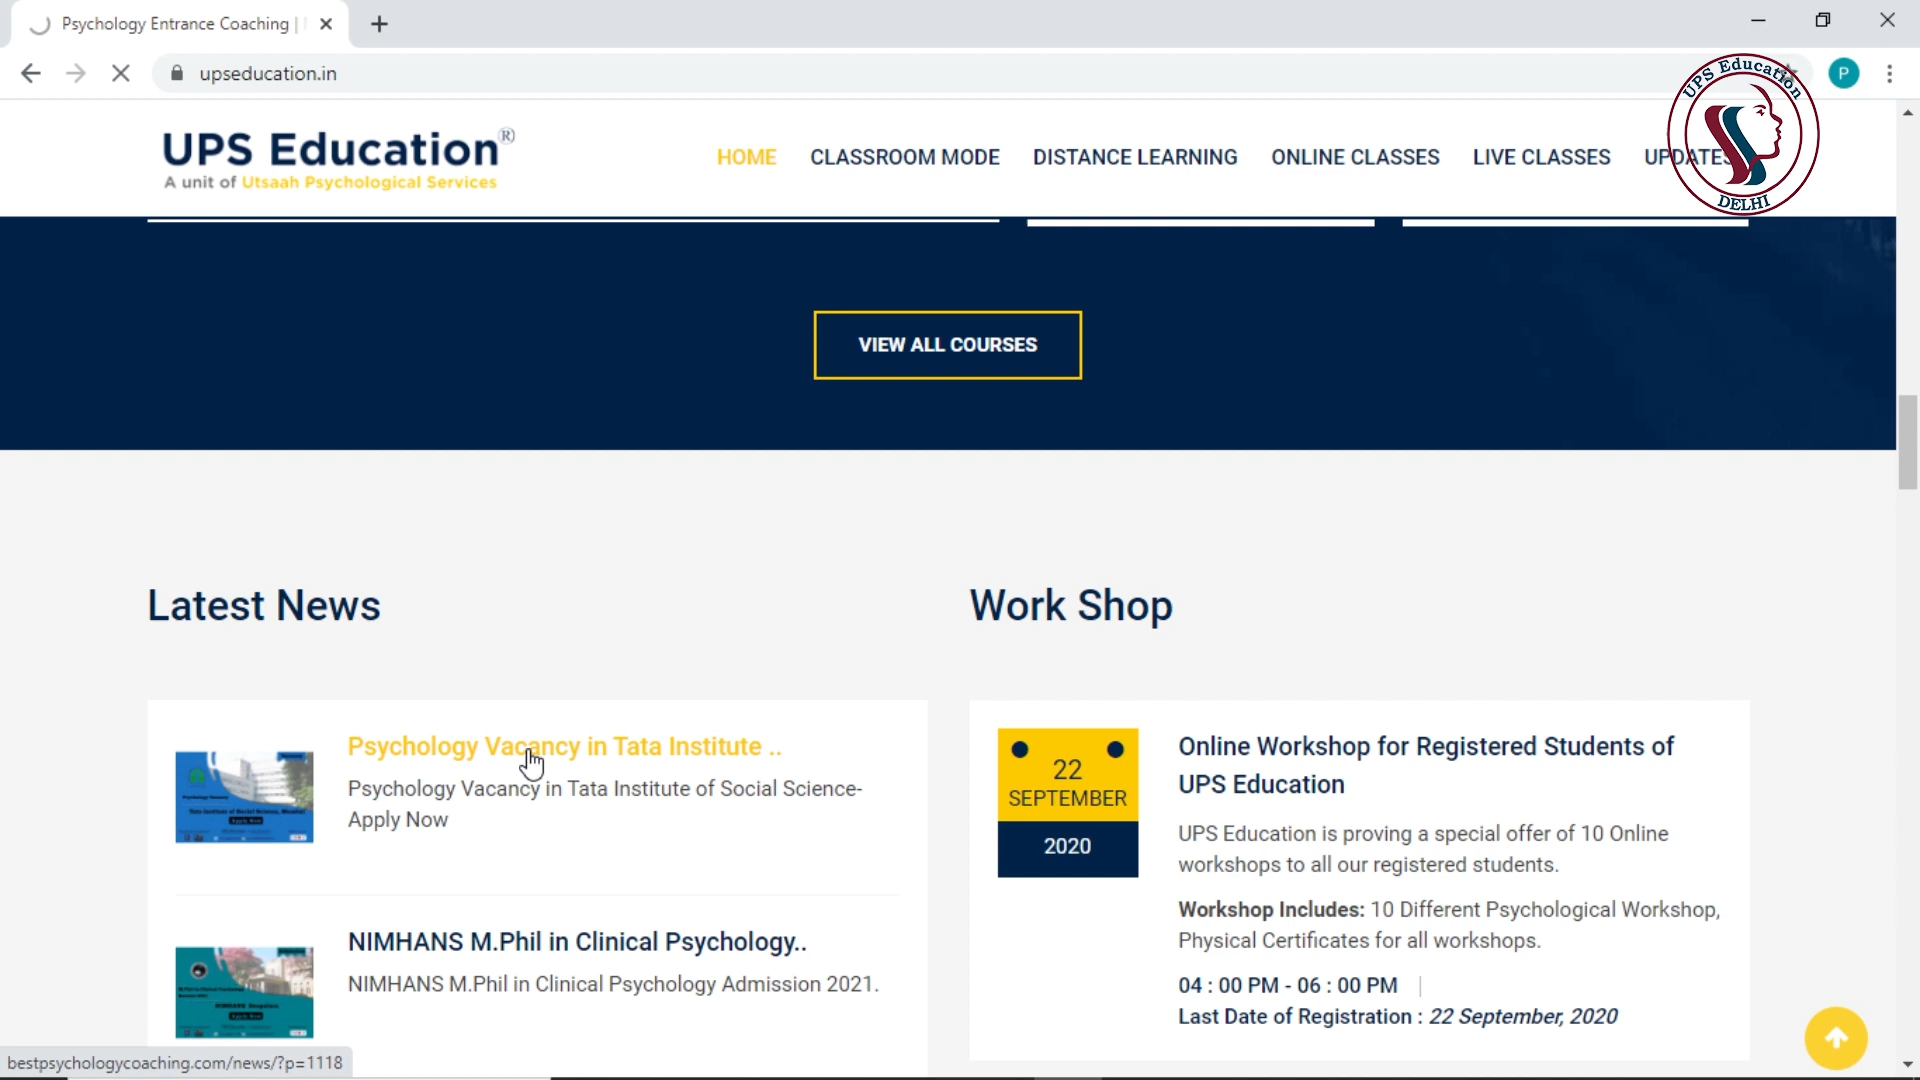 Psychology Entrance Coaching |
upseducation.in
P
UPS Education
DELHI
UPS Education®
A unit of Utsaah Psychological Services
HOME CLASSROOM MODE DISTANCE LEARNING ONLINE CLASSES LIVE CLASSES UPDATES
VIEW ALL COURSES
Latest News
Psychology Vacancy in Tata Institute ..
Psychology Vacancy in Tata Institute of Social Science-
Apply Now
NIMHANS M.Phil in Clinical Psychology..
NIMHANS M.Phil in Clinical Psychology Admission 2021.
Work Shop
22
SEPTEMBER
2020
Online Workshop for Registered Students of
UPS Education
UPS Education is proving a special offer of 10 Online
workshops to all our registered students.
Workshop Includes: 10 Different Psychological Workshop,
Physical Certificates for all workshops.
04 : 00 PM - 06 : 00 PM |
Last Date of Registration : 22 September, 2020
bestpsychologycoaching.com/news/?p=1118